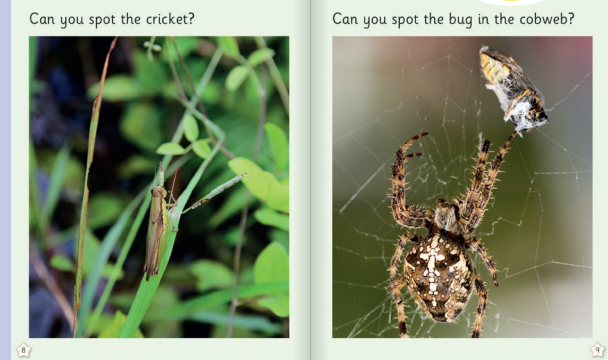 Can you spot the cricket?
Can you spot the bug in the cobweb?
8
9